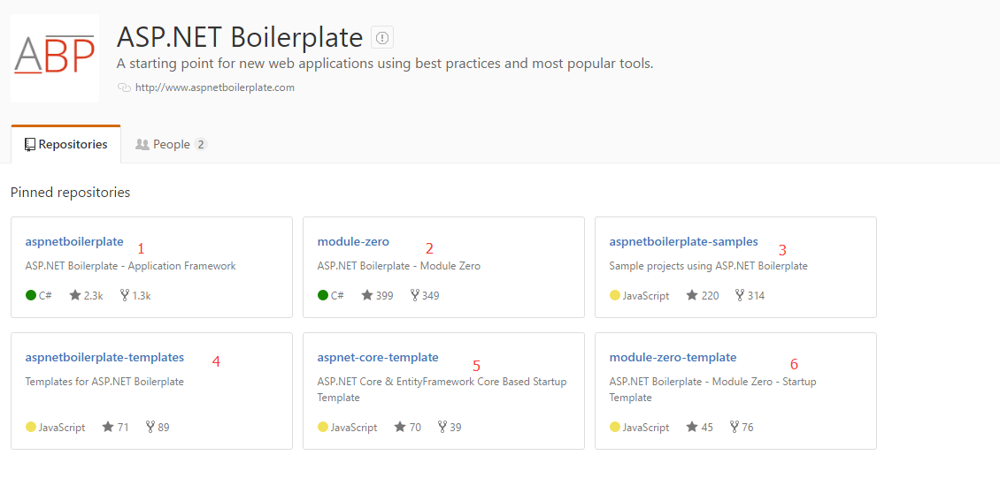 ABP
ASP.NET Boilerplate
A starting point for new web applications using best practices and most popular tools.
http://www.aspnetboilerplate.com
Repositories People 2
Pinned repositories
aspnetboilerplate 1
ASP.NET Boilerplate - Application Framework
C# 2.3k 1.3k
module-zero 2
ASP.NET Boilerplate - Module Zero
C# 399 349
aspnetboilerplate-samples 3
Sample projects using ASP.NET Boilerplate
JavaScript 220 314
aspnetboilerplate-templates 4
Templates for ASP.NET Boilerplate
JavaScript 71 89
aspnet-core-template 5
ASP.NET Core & EntityFramework Core Based Startup
Template
JavaScript 70 39
module-zero-template 6
ASP.NET Boilerplate - Module Zero - Startup
Template
JavaScript 45 76